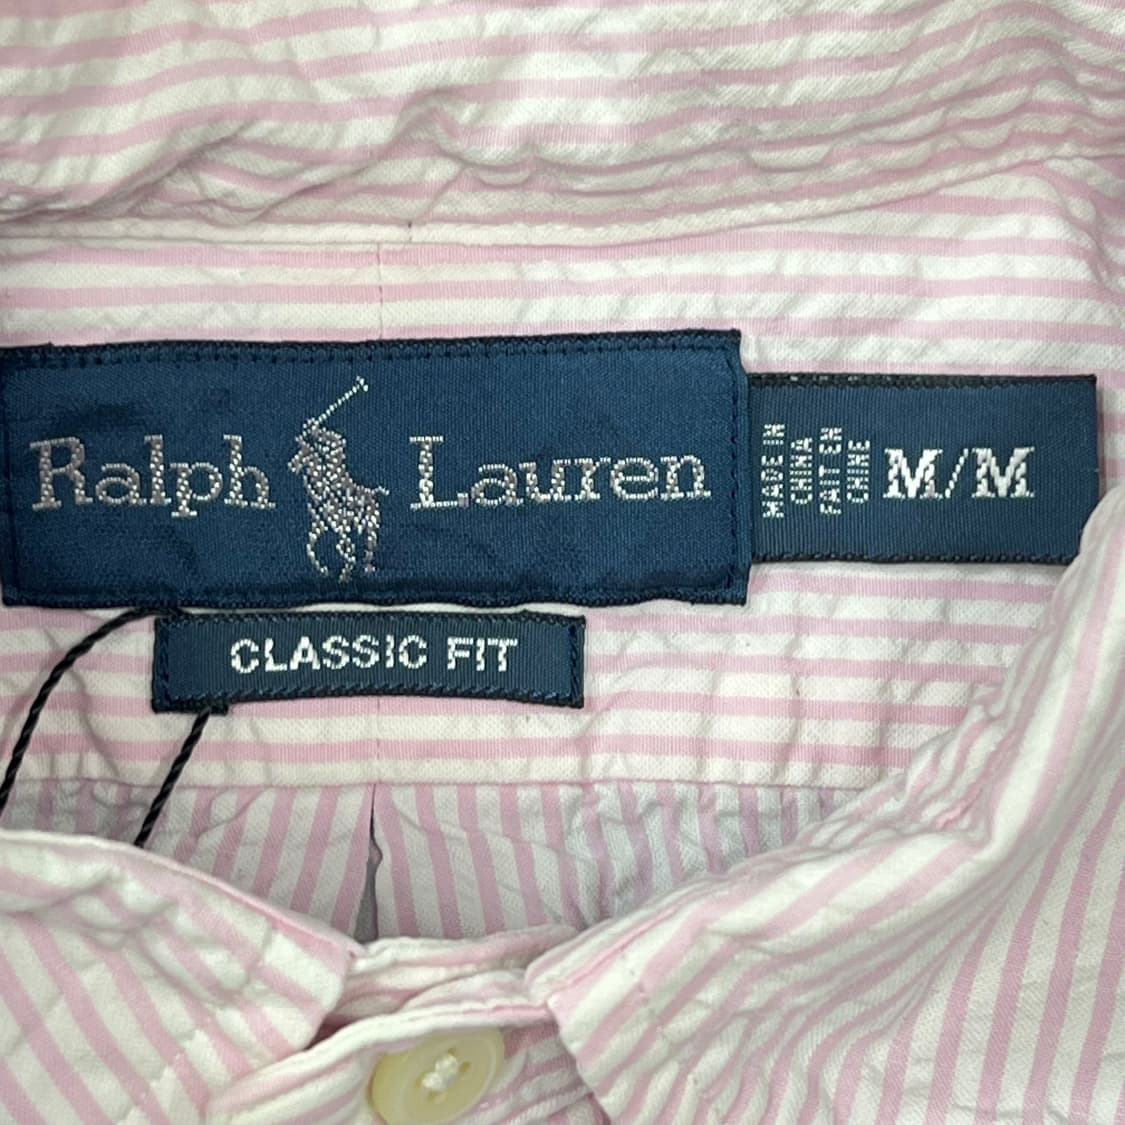 Ralph Lauren
MADE IN
CHINA
FAIT EN
CHINE
M/M
CLASSIC FIT